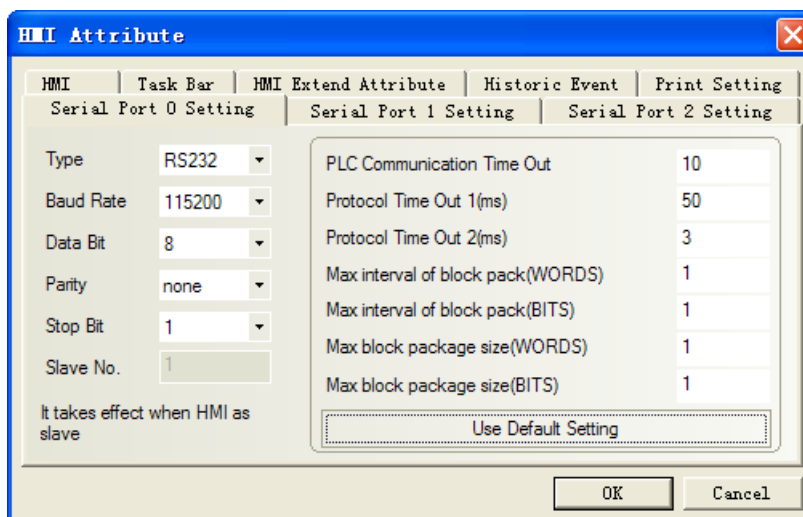 HMI Attribute
HMI Task Bar HMI Extend Attribute Historic Event Print Setting
Serial Port 0 Setting Serial Port 1 Setting Serial Port 2 Setting
Type RS232
Baud Rate 115200
Data Bit 8
Parity none
Stop Bit 1
Slave No. 1
It takes effect when HMI as
slave
PLC Communication Time Out 10
Protocol Time Out 1(ms) 50
Protocol Time Out 2(ms) 3
Max interval of block pack(WORDS) 1
Max interval of block pack(BITS) 1
Max block package size(WORDS) 1
Max block package size(BITS) 1
Use Default Setting
OK Cancel